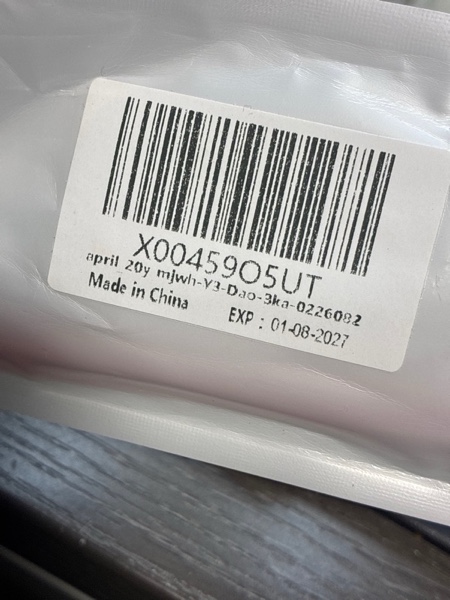 X00459O5UT
april 20y mjwh-Y3-Dao-3ka-0226082
Made in China
EXP : 01-08-2027